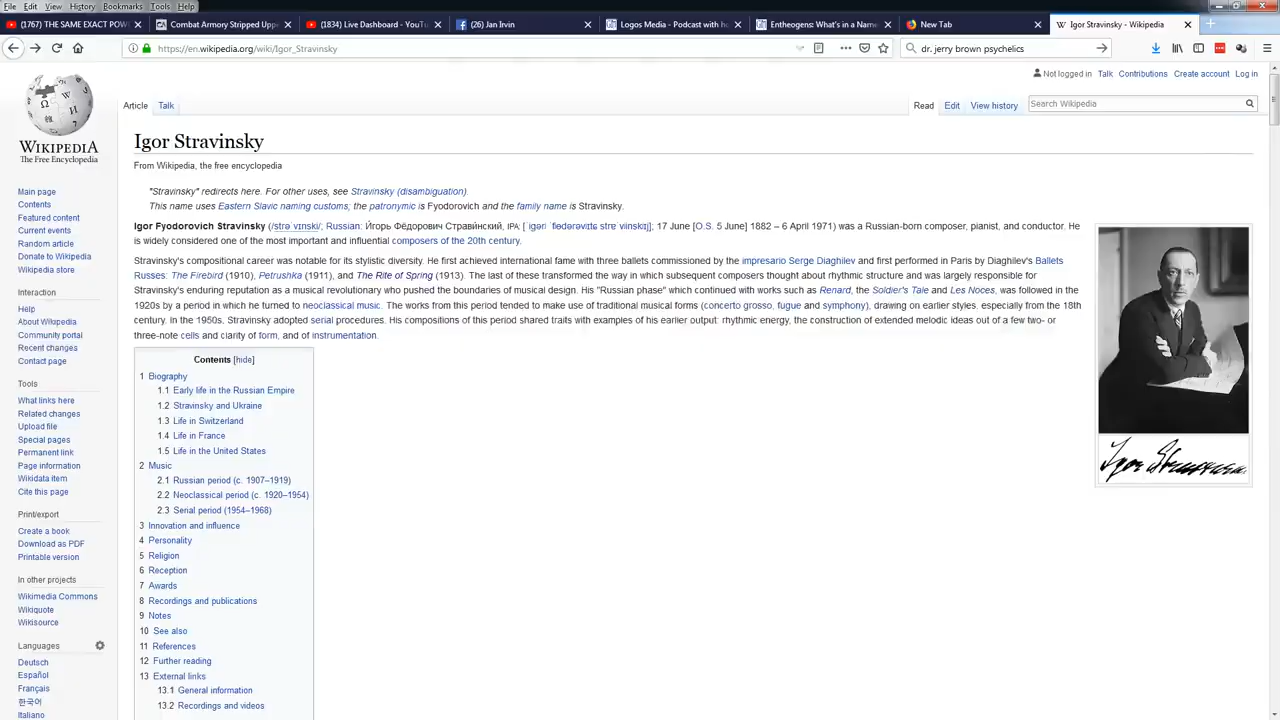 File Edit View History Bookmarks Tools Help
(1767) THE SAME EXACT POW
Combat Armory Stripped Uppe
(1834) Live Dashboard - YouTu
(26) Jan Irvin
Logos Media - Podcast with ho
Entheogens: What's in a Name
New Tab
Igor Stravinsky - Wikipedia
https://en.wikipedia.org/wiki/Igor_Stravinsky
dr. jerry brown psychelics
Not logged in Talk Contributions Create account Log in
Article Talk
Read Edit View history
Search Wikipedia
WIKIPEDIA
The Free Encyclopedia
Main page
Contents
Featured content
Current events
Random article
Donate to Wikipedia
Wikipedia store
Interaction
Help
About Wikipedia
Community portal
Recent changes
Contact page
Tools
What links here
Related changes
Upload file
Special pages
Permanent link
Page information
Wikidata item
Cite this page
Print/export
Create a book
Download as PDF
Printable version
In other projects
Wikimedia Commons
Wikiquote
Wikisource
Languages
Deutsch
Español
Français
한국어
Italiano
Igor Stravinsky
From Wikipedia, the free encyclopedia
"Stravinsky" redirects here. For other uses, see Stravinsky (disambiguation).
This name uses Eastern Slavic naming customs; the patronymic is Fyodorovich and the family name is Stravinsky.
Igor Fyodorovich Stravinsky (/strəˈvɪnski/; Russian: И́горь Фёдорович Страви́нский, IPA: [ˈiɡərʲ ˈfʲɵdərəvʲɪtɕ strɐˈvʲinskʲɪj]; 17 June [O.S. 5 June] 1882 – 6 April 1971) was a Russian-born composer, pianist, and conductor. He
is widely considered one of the most important and influential composers of the 20th century.
Stravinsky's compositional career was notable for its stylistic diversity. He first achieved international fame with three ballets commissioned by the impresario Serge Diaghilev and first performed in Paris by Diaghilev's Ballets
Russes: The Firebird (1910), Petrushka (1911), and The Rite of Spring (1913). The last of these transformed the way in which subsequent composers thought about rhythmic structure and was largely responsible for
Stravinsky's enduring reputation as a musical revolutionary who pushed the boundaries of musical design. His "Russian phase" which continued with works such as Renard, the Soldier's Tale and Les Noces, was followed in the
1920s by a period in which he turned to neoclassical music. The works from this period tended to make use of traditional musical forms (concerto grosso, fugue and symphony), drawing on earlier styles, especially from the 18th
century. In the 1950s, Stravinsky adopted serial procedures. His compositions of this period shared traits with examples of his earlier output: rhythmic energy, the construction of extended melodic ideas out of a few two- or
three-note cells and clarity of form, and of instrumentation.
Contents [hide]
1 Biography
1.1 Early life in the Russian Empire
1.2 Stravinsky and Ukraine
1.3 Life in Switzerland
1.4 Life in France
1.5 Life in the United States
2 Music
2.1 Russian period (c. 1907–1919)
2.2 Neoclassical period (c. 1920–1954)
2.3 Serial period (1954–1968)
3 Innovation and influence
4 Personality
5 Religion
6 Reception
7 Awards
8 Recordings and publications
9 Notes
10 See also
11 References
12 Further reading
13 External links
13.1 General information
13.2 Recordings and videos
Igor Stravinsky